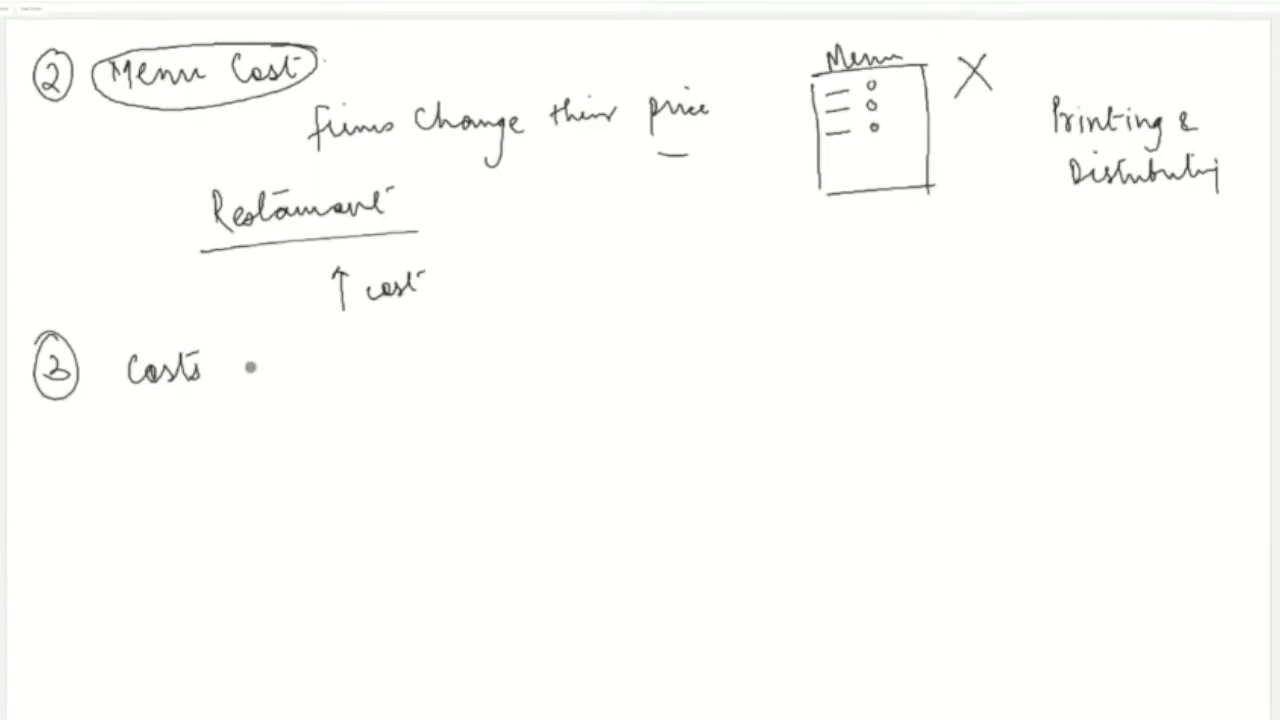 ② Menu Cost
firms change their price
Restaurant
↑ cost
Menu
X
Printing &
Distributing
③ Costs